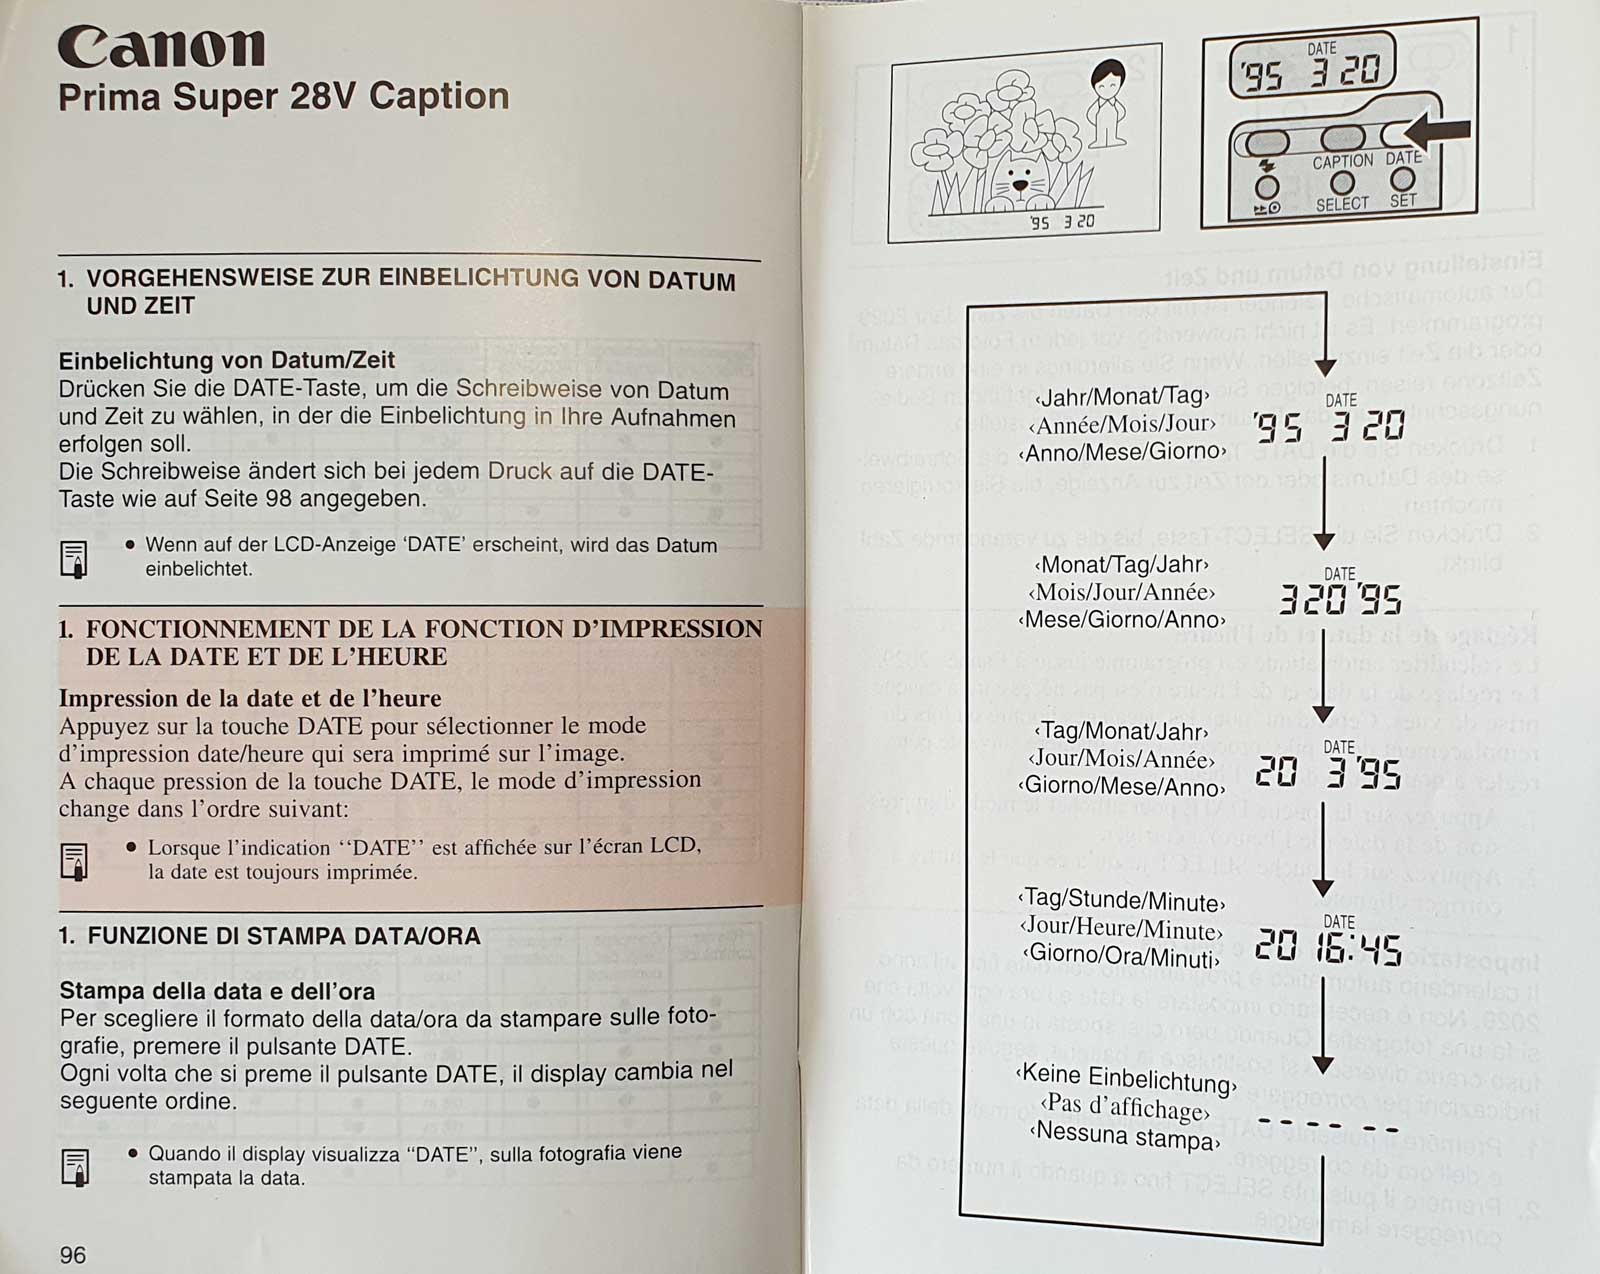 Canon
Prima Super 28V Caption
1. VORGEHENSWEISE ZUR EINBELICHTUNG VON DATUM
UND ZEIT
Einbelichtung von Datum/Zeit
Drücken Sie die DATE-Taste, um die Schreibweise von Datum
und Zeit zu wählen, in der die Einbelichtung in Ihre Aufnahmen
erfolgen soll.
Die Schreibweise ändert sich bei jedem Druck auf die DATE-
Taste wie auf Seite 98 angegeben.
• Wenn auf der LCD-Anzeige ‘DATE’ erscheint, wird das Datum
einbelichtet.
1. FONCTIONNEMENT DE LA FONCTION D’IMPRESSION
DE LA DATE ET DE L’HEURE
Impression de la date et de l’heure
Appuyez sur la touche DATE pour sélectionner le mode
d’impression date/heure qui sera imprimé sur l’image.
A chaque pression de la touche DATE, le mode d’impression
change dans l’ordre suivant:
• Lorsque l’indication ‘‘DATE’’ est affichée sur l’écran LCD,
la date est toujours imprimée.
1. FUNZIONE DI STAMPA DATA/ORA
Stampa della data e dell’ora
Per scegliere il formato della data/ora da stampare sulle foto-
grafie, premere il pulsante DATE.
Ogni volta che si preme il pulsante DATE, il display cambia nel
seguente ordine.
• Quando il display visualizza “DATE”, sulla fotografia viene
stampata la data.
96
'95 3 20
DATE
'95 3 20
CAPTION DATE
SELECT SET
‹Jahr/Monat/Tag›
‹Année/Mois/Jour›
‹Anno/Mese/Giorno›
DATE
'95 3 20
‹Monat/Tag/Jahr›
‹Mois/Jour/Année›
‹Mese/Giorno/Anno›
DATE
3 20 '95
‹Tag/Monat/Jahr›
‹Jour/Mois/Année›
‹Giorno/Mese/Anno›
DATE
20 3 '95
‹Tag/Stunde/Minute›
‹Jour/Heure/Minute›
‹Giorno/Ora/Minuti›
DATE
20 16:45
‹Keine Einbelichtung›
‹Pas d’affichage›
‹Nessuna stampa›
- - - - - -